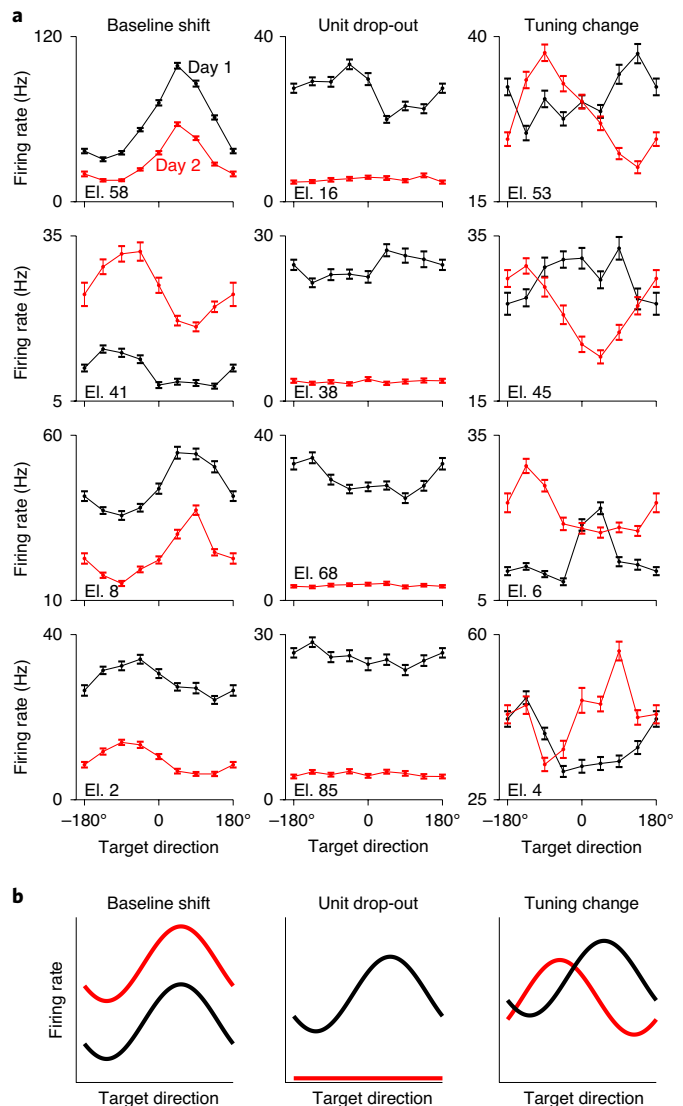 a
Baseline shift
Unit drop-out
Tuning change
120
Firing rate (Hz)
0
Day 1
Day 2
El. 58
40
0
El. 16
40
15
El. 53
35
Firing rate (Hz)
5
El. 41
30
0
El. 38
35
15
El. 45
60
Firing rate (Hz)
10
El. 8
40
0
El. 68
35
5
El. 6
40
Firing rate (Hz)
0
El. 2
30
0
El. 85
60
25
El. 4
−180° 0 180°
−180° 0 180°
−180° 0 180°
Target direction
Target direction
Target direction
b
Baseline shift
Unit drop-out
Tuning change
Firing rate
Target direction
Target direction
Target direction